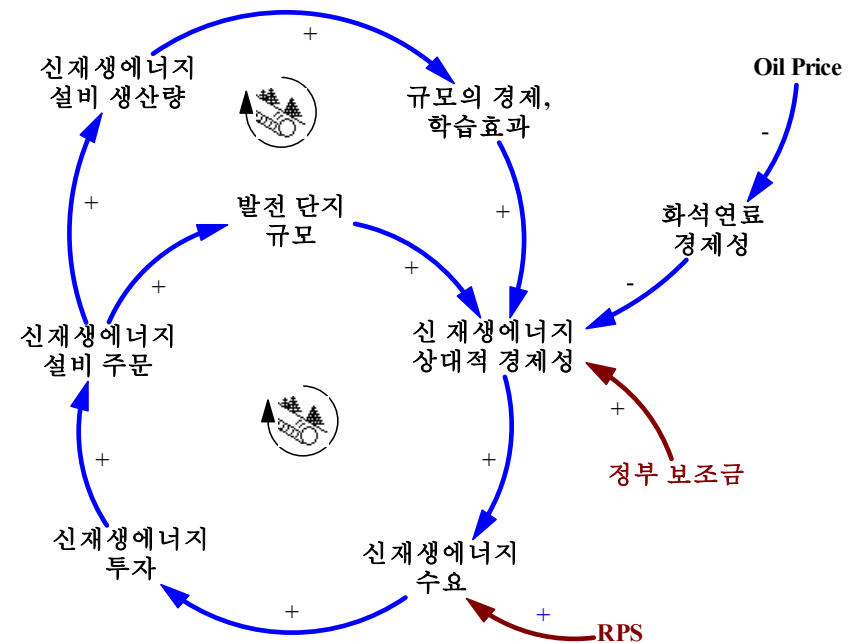 +
신재생에너지
설비 생산량
규모의 경제,
학습효과
Oil Price
-
+
발전 단지
규모
+
화석연료
경제성
+
+
-
신재생에너지
설비 주문
신 재생에너지
상대적 경제성
+
+
+
정부 보조금
신재생에너지
투자
신재생에너지
수요
+
+
RPS